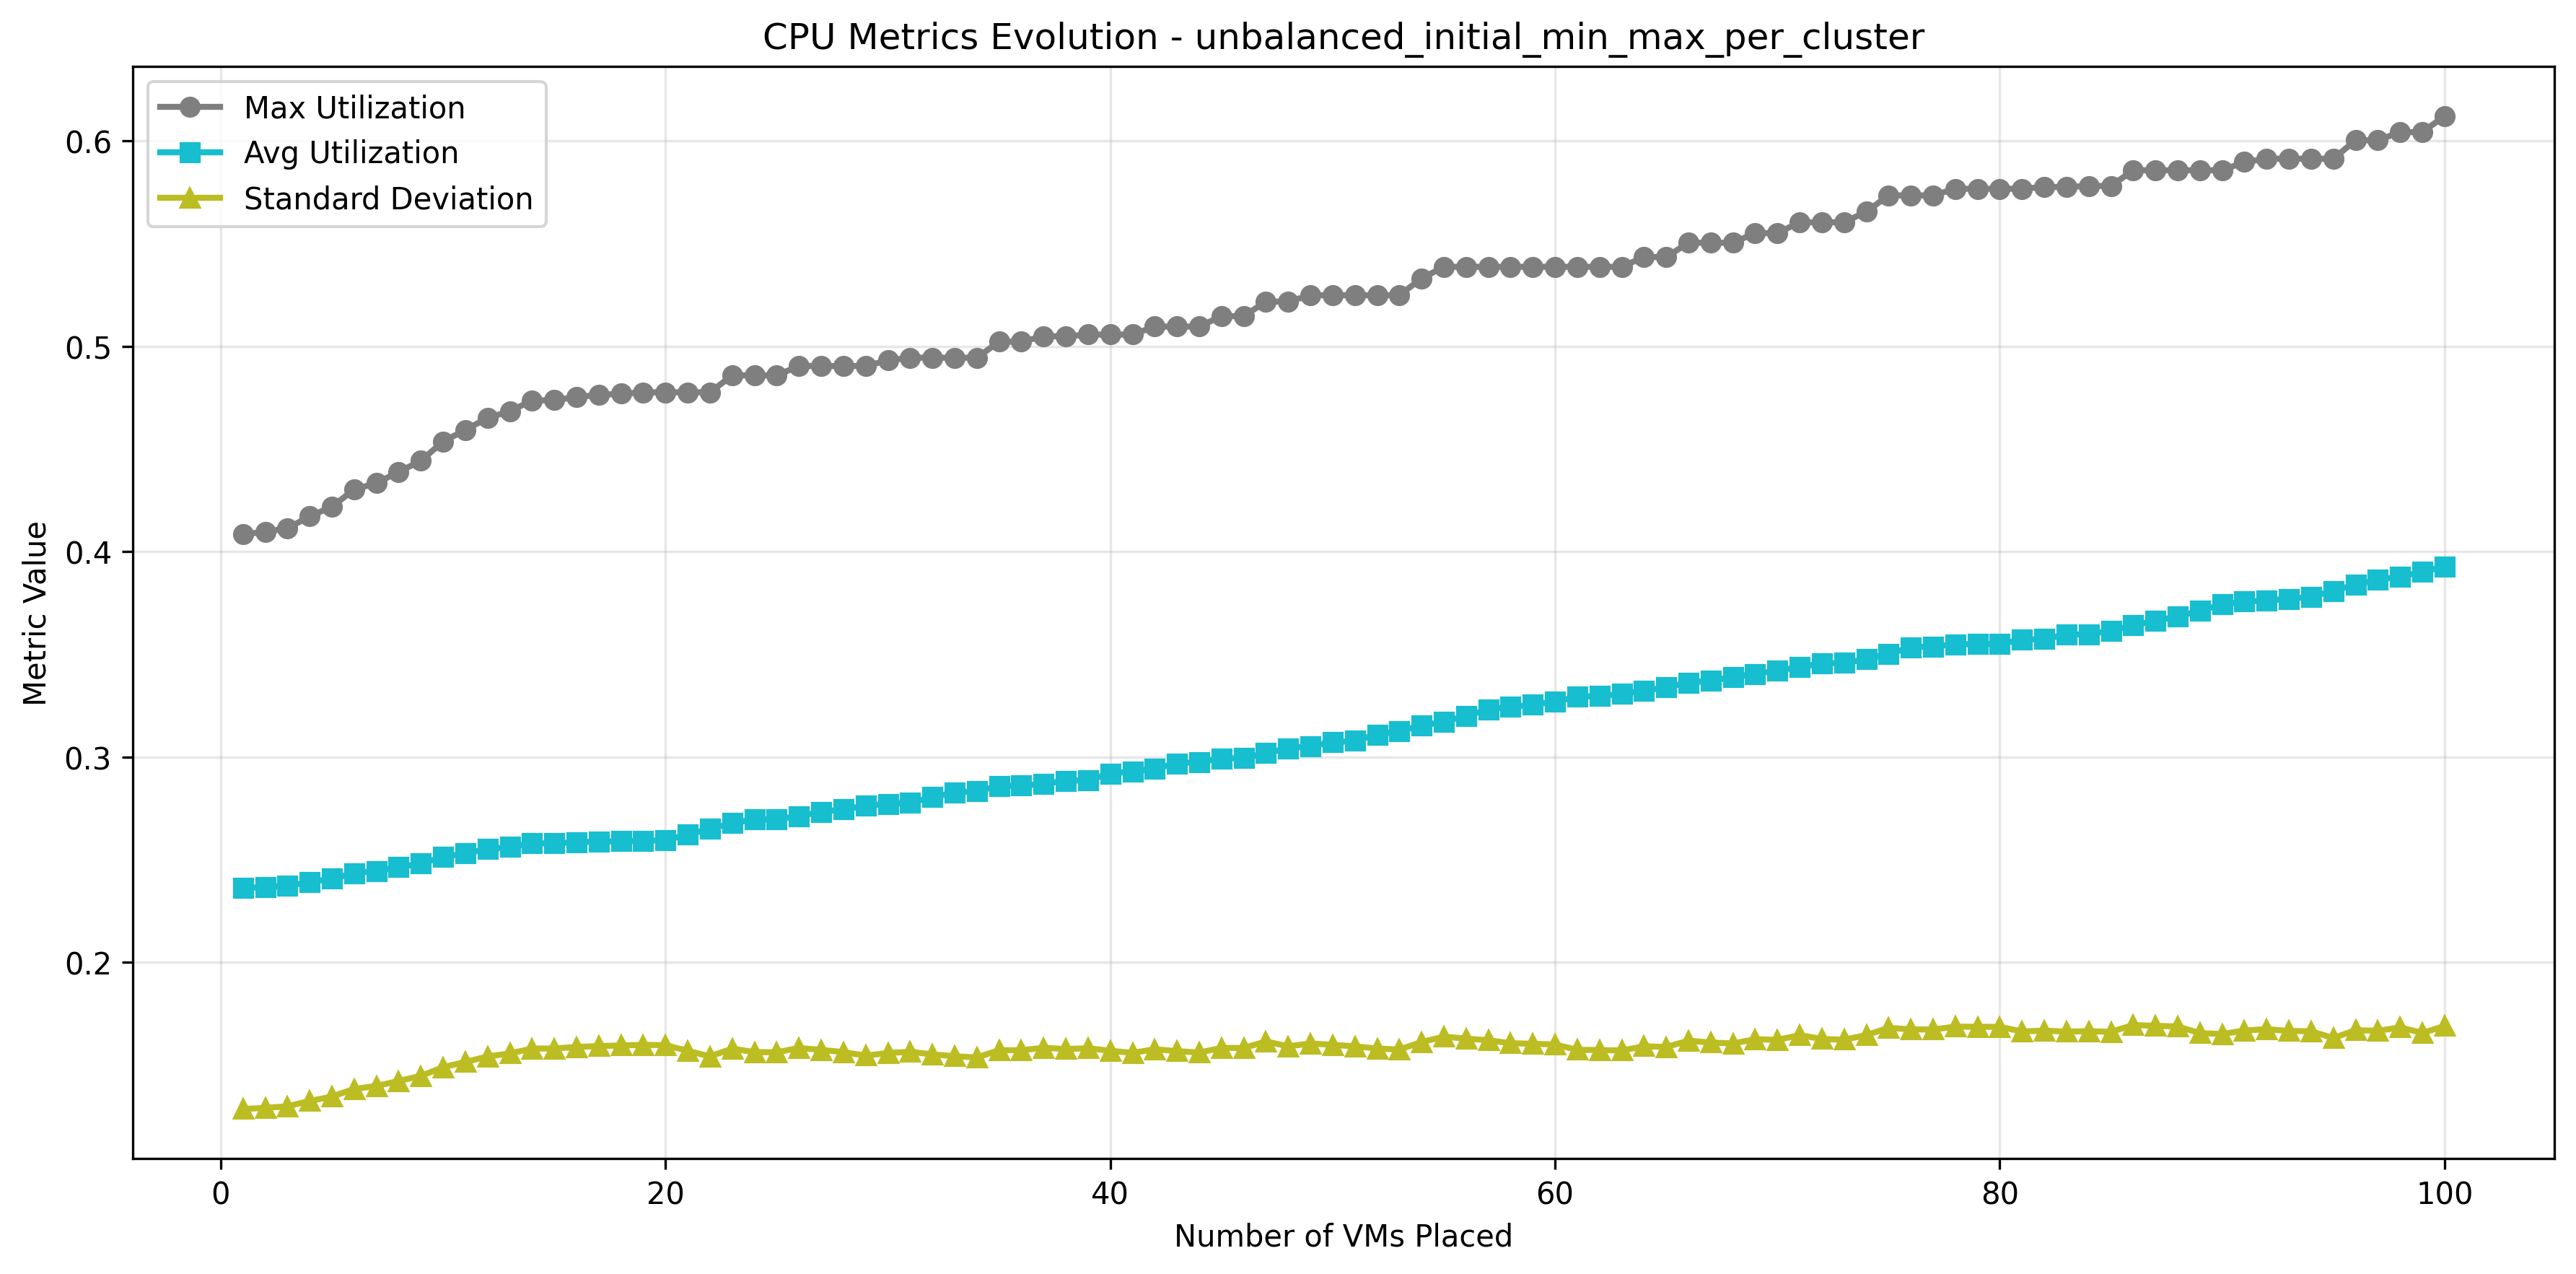 CPU Metrics Evolution - unbalanced_initial_min_max_per_cluster
Max Utilization
Avg Utilization
Standard Deviation
Metric Value
0.6
0.5
0.4
0.3
0.2
0
20
40
60
80
100
Number of VMs Placed